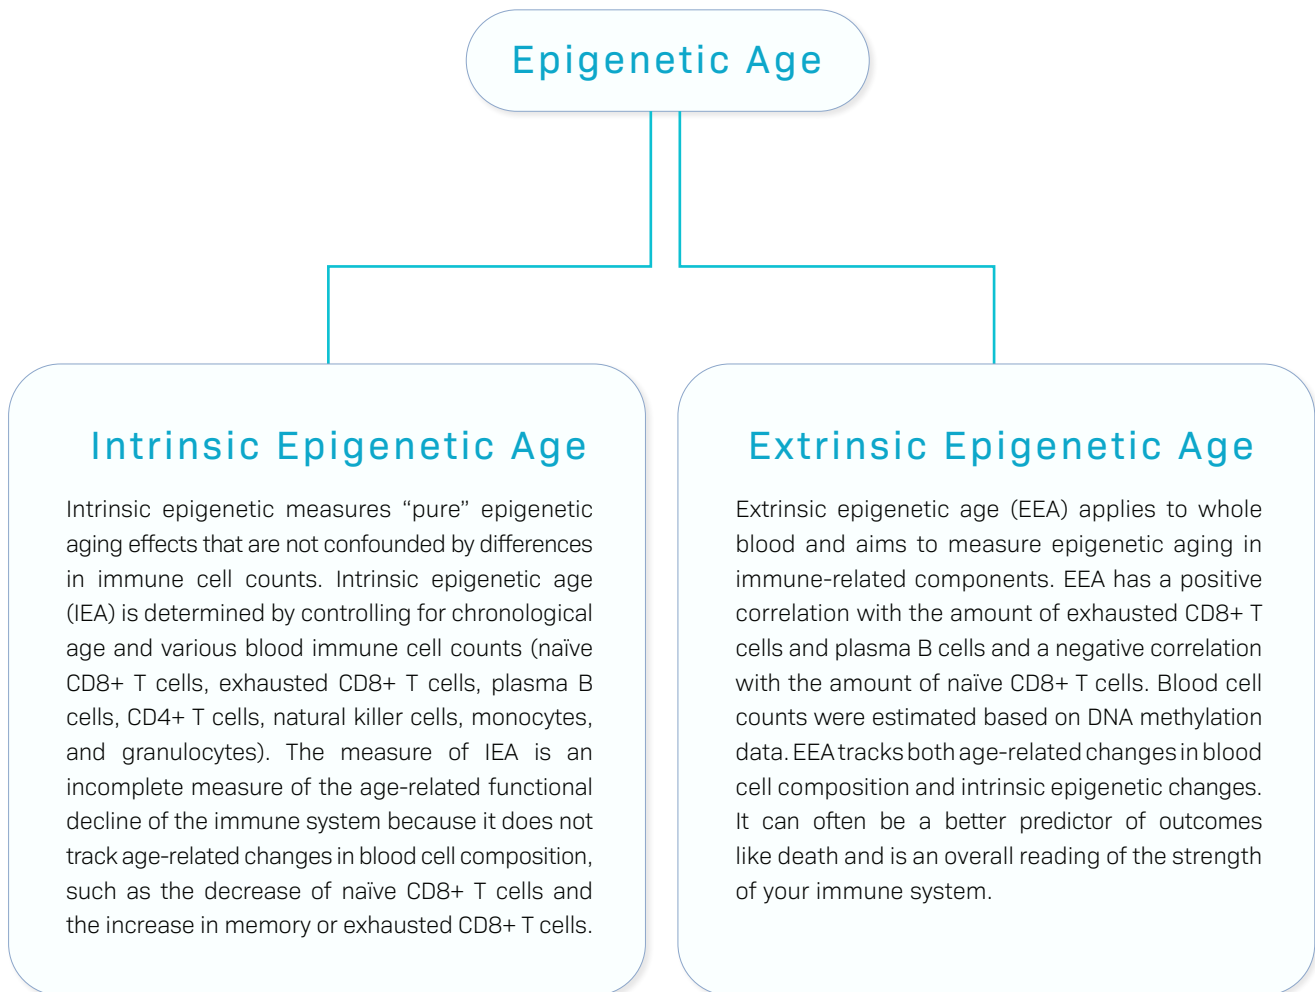 Epigenetic Age
Intrinsic Epigenetic Age
Intrinsic epigenetic measures “pure” epigenetic
aging effects that are not confounded by differences
in immune cell counts. Intrinsic epigenetic age
(IEA) is determined by controlling for chronological
age and various blood immune cell counts (naïve
CD8+ T cells, exhausted CD8+ T cells, plasma B
cells, CD4+ T cells, natural killer cells, monocytes,
and granulocytes). The measure of IEA is an
incomplete measure of the age-related functional
decline of the immune system because it does not
track age-related changes in blood cell composition,
such as the decrease of naïve CD8+ T cells and
the increase in memory or exhausted CD8+ T cells.
Extrinsic Epigenetic Age
Extrinsic epigenetic age (EEA) applies to whole
blood and aims to measure epigenetic aging in
immune-related components. EEA has a positive
correlation with the amount of exhausted CD8+ T
cells and plasma B cells and a negative correlation
with the amount of naïve CD8+ T cells. Blood cell
counts were estimated based on DNA methylation
data. EEA tracks both age-related changes in blood
cell composition and intrinsic epigenetic changes.
It can often be a better predictor of outcomes
like death and is an overall reading of the strength
of your immune system.